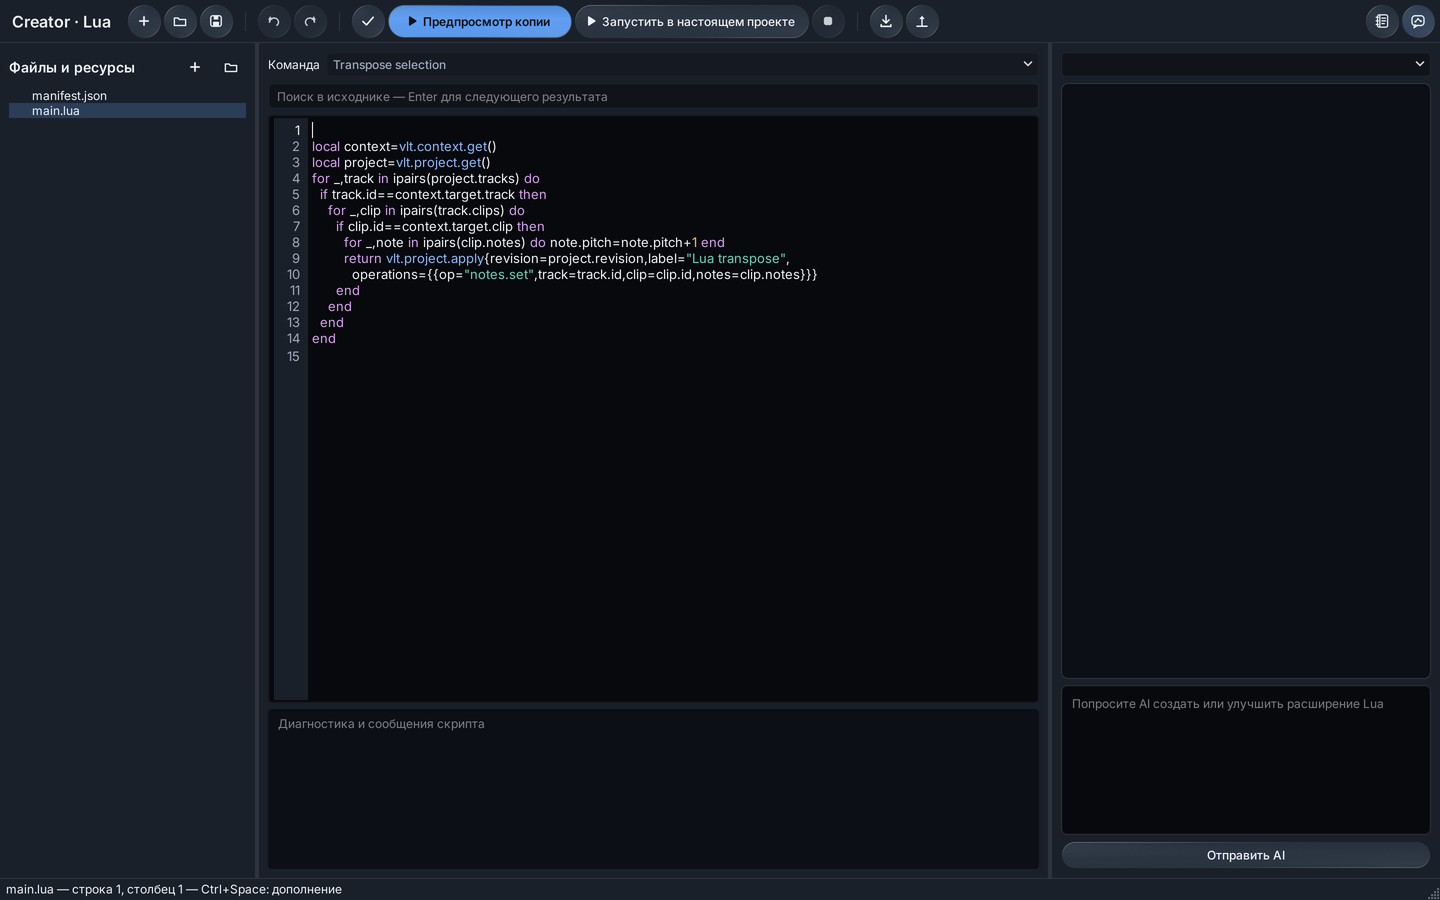 Creator · Lua
Предпросмотр копии
Запустить в настоящем проекте
Файлы и ресурсы
manifest.json
main.lua
Команда
Transpose selection
Поиск в исходнике — Enter для следующего результата
1
2 local context=vlt.context.get()
3 local project=vlt.project.get()
4 for _,track in ipairs(project.tracks) do
5 if track.id==context.target.track then
6 for _,clip in ipairs(track.clips) do
7 if clip.id==context.target.clip then
8 for _,note in ipairs(clip.notes) do note.pitch=note.pitch+1 end
9 return vlt.project.apply{revision=project.revision,label="Lua transpose",
10 operations={{op="notes.set",track=track.id,clip=clip.id,notes=clip.notes}}}
11 end
12 end
13 end
14 end
15
Диагностика и сообщения скрипта
Попросите AI создать или улучшить расширение Lua
Отправить AI
main.lua — строка 1, столбец 1 — Ctrl+Space: дополнение